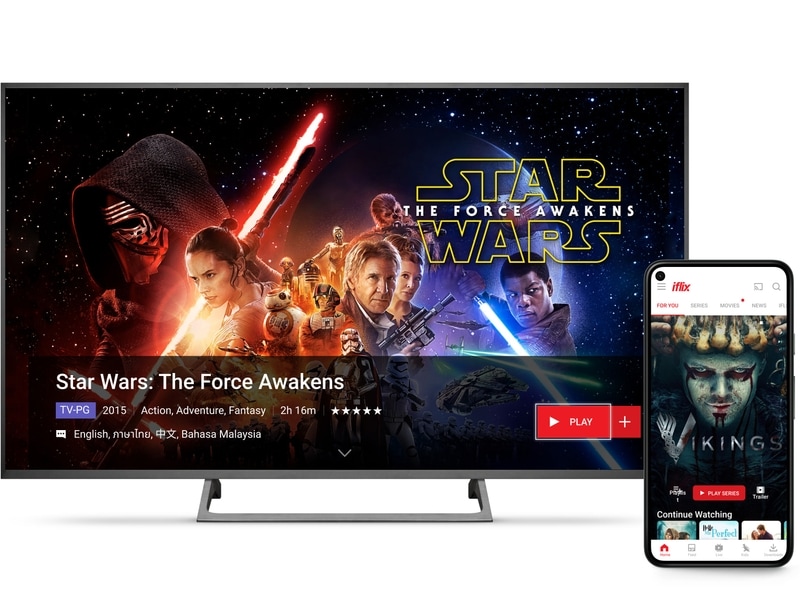 STAR
THE FORCE AWAKENS
WARS
Star Wars: The Force Awakens
TV-PG 2015 Action, Adventure, Fantasy 2h 16m
English, ภาษาไทย, 中文, Bahasa Malaysia
PLAY +
iflix
FOR YOU SERIES MOVIES NEWS
VIKINGS
PLAY SERIES Trailer
Continue Watching
Perfect
Home